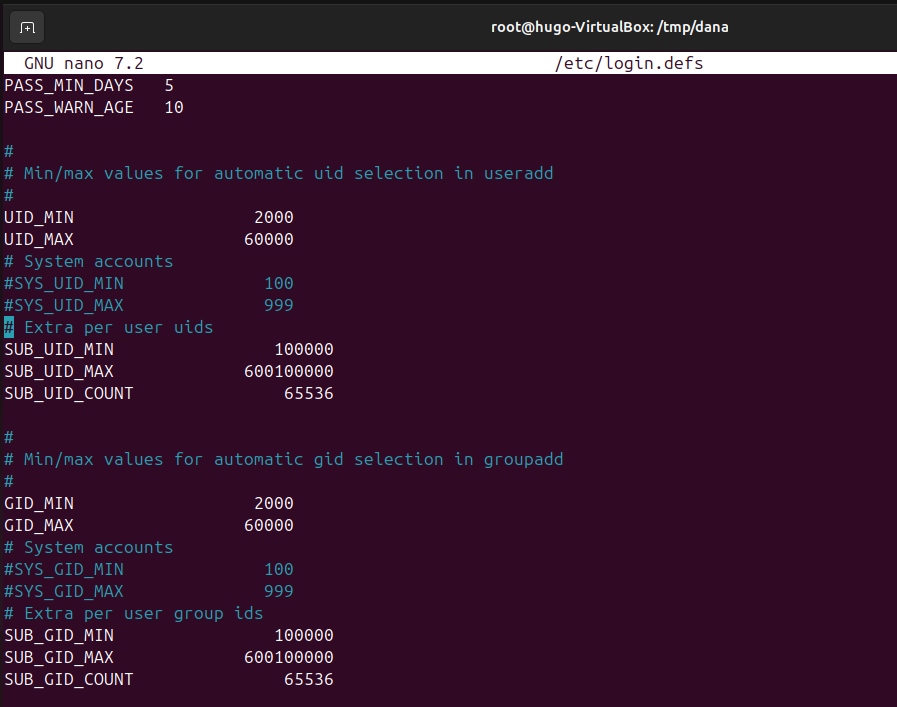 root@hugo-VirtualBox: /tmp/dana
GNU nano 7.2 /etc/login.defs
PASS_MIN_DAYS 5
PASS_WARN_AGE 10
#
# Min/max values for automatic uid selection in useradd
#
UID_MIN 2000
UID_MAX 60000
# System accounts
#SYS_UID_MIN 100
#SYS_UID_MAX 999
# Extra per user uids
SUB_UID_MIN 100000
SUB_UID_MAX 600100000
SUB_UID_COUNT 65536
#
# Min/max values for automatic gid selection in groupadd
#
GID_MIN 2000
GID_MAX 60000
# System accounts
#SYS_GID_MIN 100
#SYS_GID_MAX 999
# Extra per user group ids
SUB_GID_MIN 100000
SUB_GID_MAX 600100000
SUB_GID_COUNT 65536